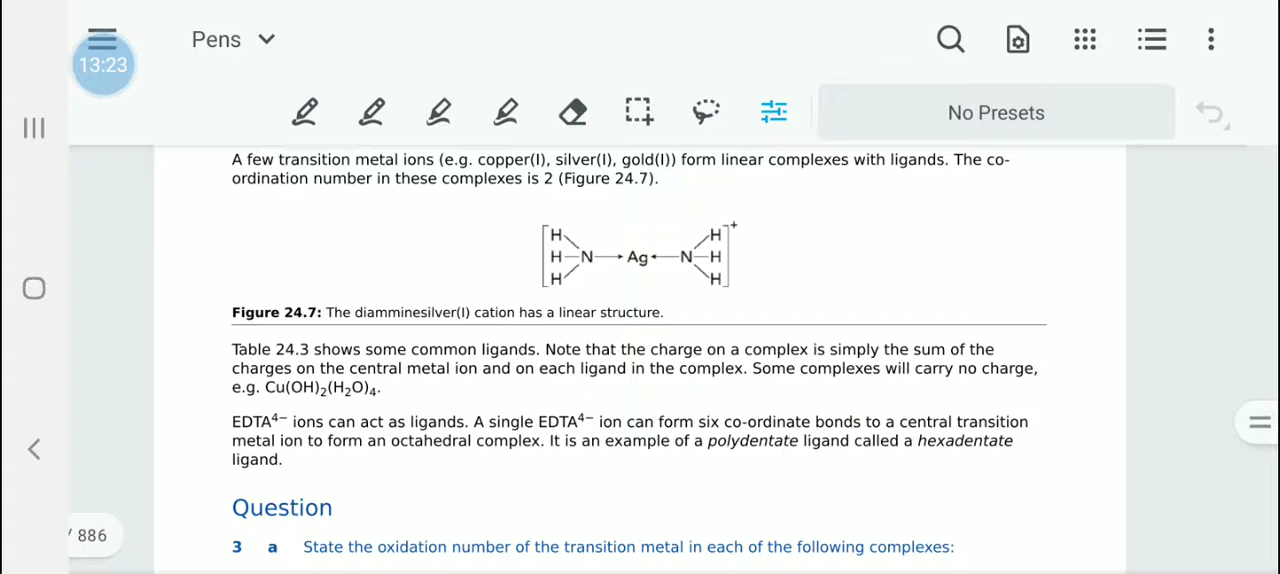 Pens
13:23
No Presets
A few transition metal ions (e.g. copper(I), silver(I), gold(I)) form linear complexes with ligands. The co-
ordination number in these complexes is 2 (Figure 24.7).
H H +
H N → Ag ← N H
H H
Figure 24.7: The diamminesilver(I) cation has a linear structure.
Table 24.3 shows some common ligands. Note that the charge on a complex is simply the sum of the
charges on the central metal ion and on each ligand in the complex. Some complexes will carry no charge,
e.g. Cu(OH)₂(H₂O)₄.
EDTA⁴⁻ ions can act as ligands. A single EDTA⁴⁻ ion can form six co-ordinate bonds to a central transition
metal ion to form an octahedral complex. It is an example of a polydentate ligand called a hexadentate
ligand.
Question
/ 886
3 a State the oxidation number of the transition metal in each of the following complexes: